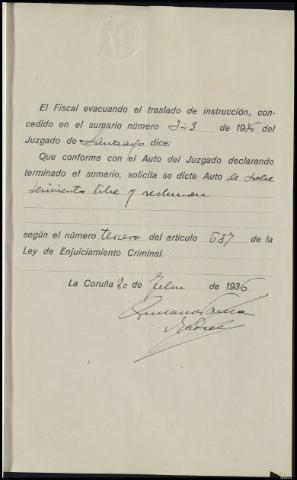 El Fiscal evacuando el traslado de instrucción, con-
cedido en el sumario número 343 de 1936 del
Juzgado de Santiago dice:
Que conforme con el Auto del Juzgado declarando
terminado el sumario, solicita se dicte Auto de sobre
seimiento libre y
según el número tercero del artículo 637 de la
Ley de Enjuiciamiento Criminal.
La Coruña 20 de Julio de 1936